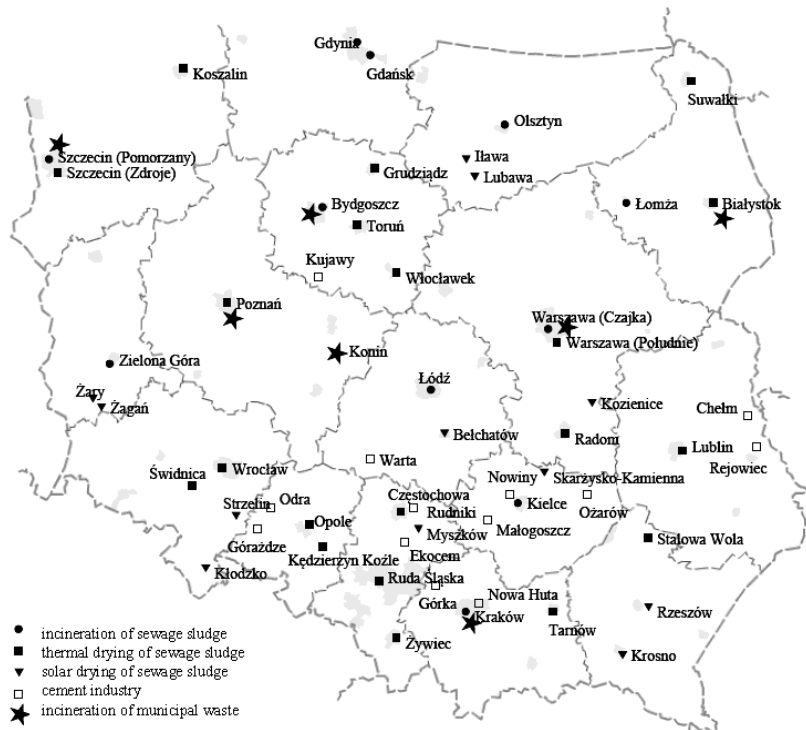 Gdynia
Gdańsk
Koszalin
Suwałki
Olsztyn
Szczecin (Pomorzany)
Iława
Szczecin (Zdroje)
Grudziądz
Lubawa
Bydgoszcz
Łomża
Białystok
Toruń
Kujawy
Włocławek
Poznań
Warszawa (Czajka)
Warszawa (Południe)
Konin
Zielona Góra
Łódź
Żary
Żagań
Kozienice
Chełm
Bełchatów
Radom
Lublin
Rejowiec
Warta
Wrocław
Nowiny
Skarżysko-Kamienna
Świdnica
Częstochowa
Strzelin
Odra
Rudniki
Kielce
Ożarów
Opole
Myszków
Małogoszcz
Górażdze
Stalowa Wola
Kędzierzyn Koźle
Ekocem
Kłodzko
Ruda Śląska
Górka
Nowa Huta
Kraków
Tarnów
Rzeszów
Żywiec
Krosno
incineration of sewage sludge
thermal drying of sewage sludge
solar drying of sewage sludge
cement industry
incineration of municipal waste